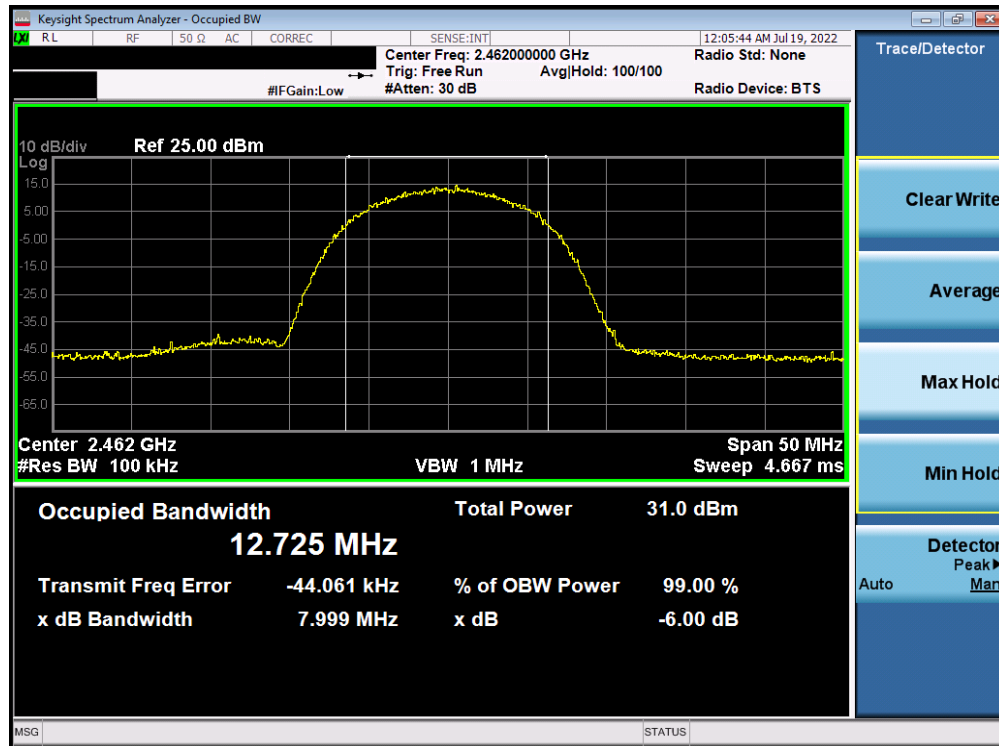 Keysight Spectrum Analyzer - Occupied BW
LXI RL RF 50 Ω AC CORREC SENSE:INT 12:05:44 AM Jul 19, 2022
Center Freq: 2.462000000 GHz Radio Std: None
Trig: Free Run Avg|Hold: 100/100
#IFGain:Low #Atten: 30 dB Radio Device: BTS
10 dB/div Ref 25.00 dBm
Log
15.0
5.00
-5.00
-15.0
-25.0
-35.0
-45.0
-55.0
-65.0
Center 2.462 GHz Span 50 MHz
#Res BW 100 kHz VBW 1 MHz Sweep 4.667 ms
Occupied Bandwidth Total Power 31.0 dBm
12.725 MHz
Transmit Freq Error -44.061 kHz % of OBW Power 99.00 %
x dB Bandwidth 7.999 MHz x dB -6.00 dB
MSG STATUS
Trace/Detector
Clear Write
Average
Max Hold
Min Hold
Detector
Peak▶
Auto Man